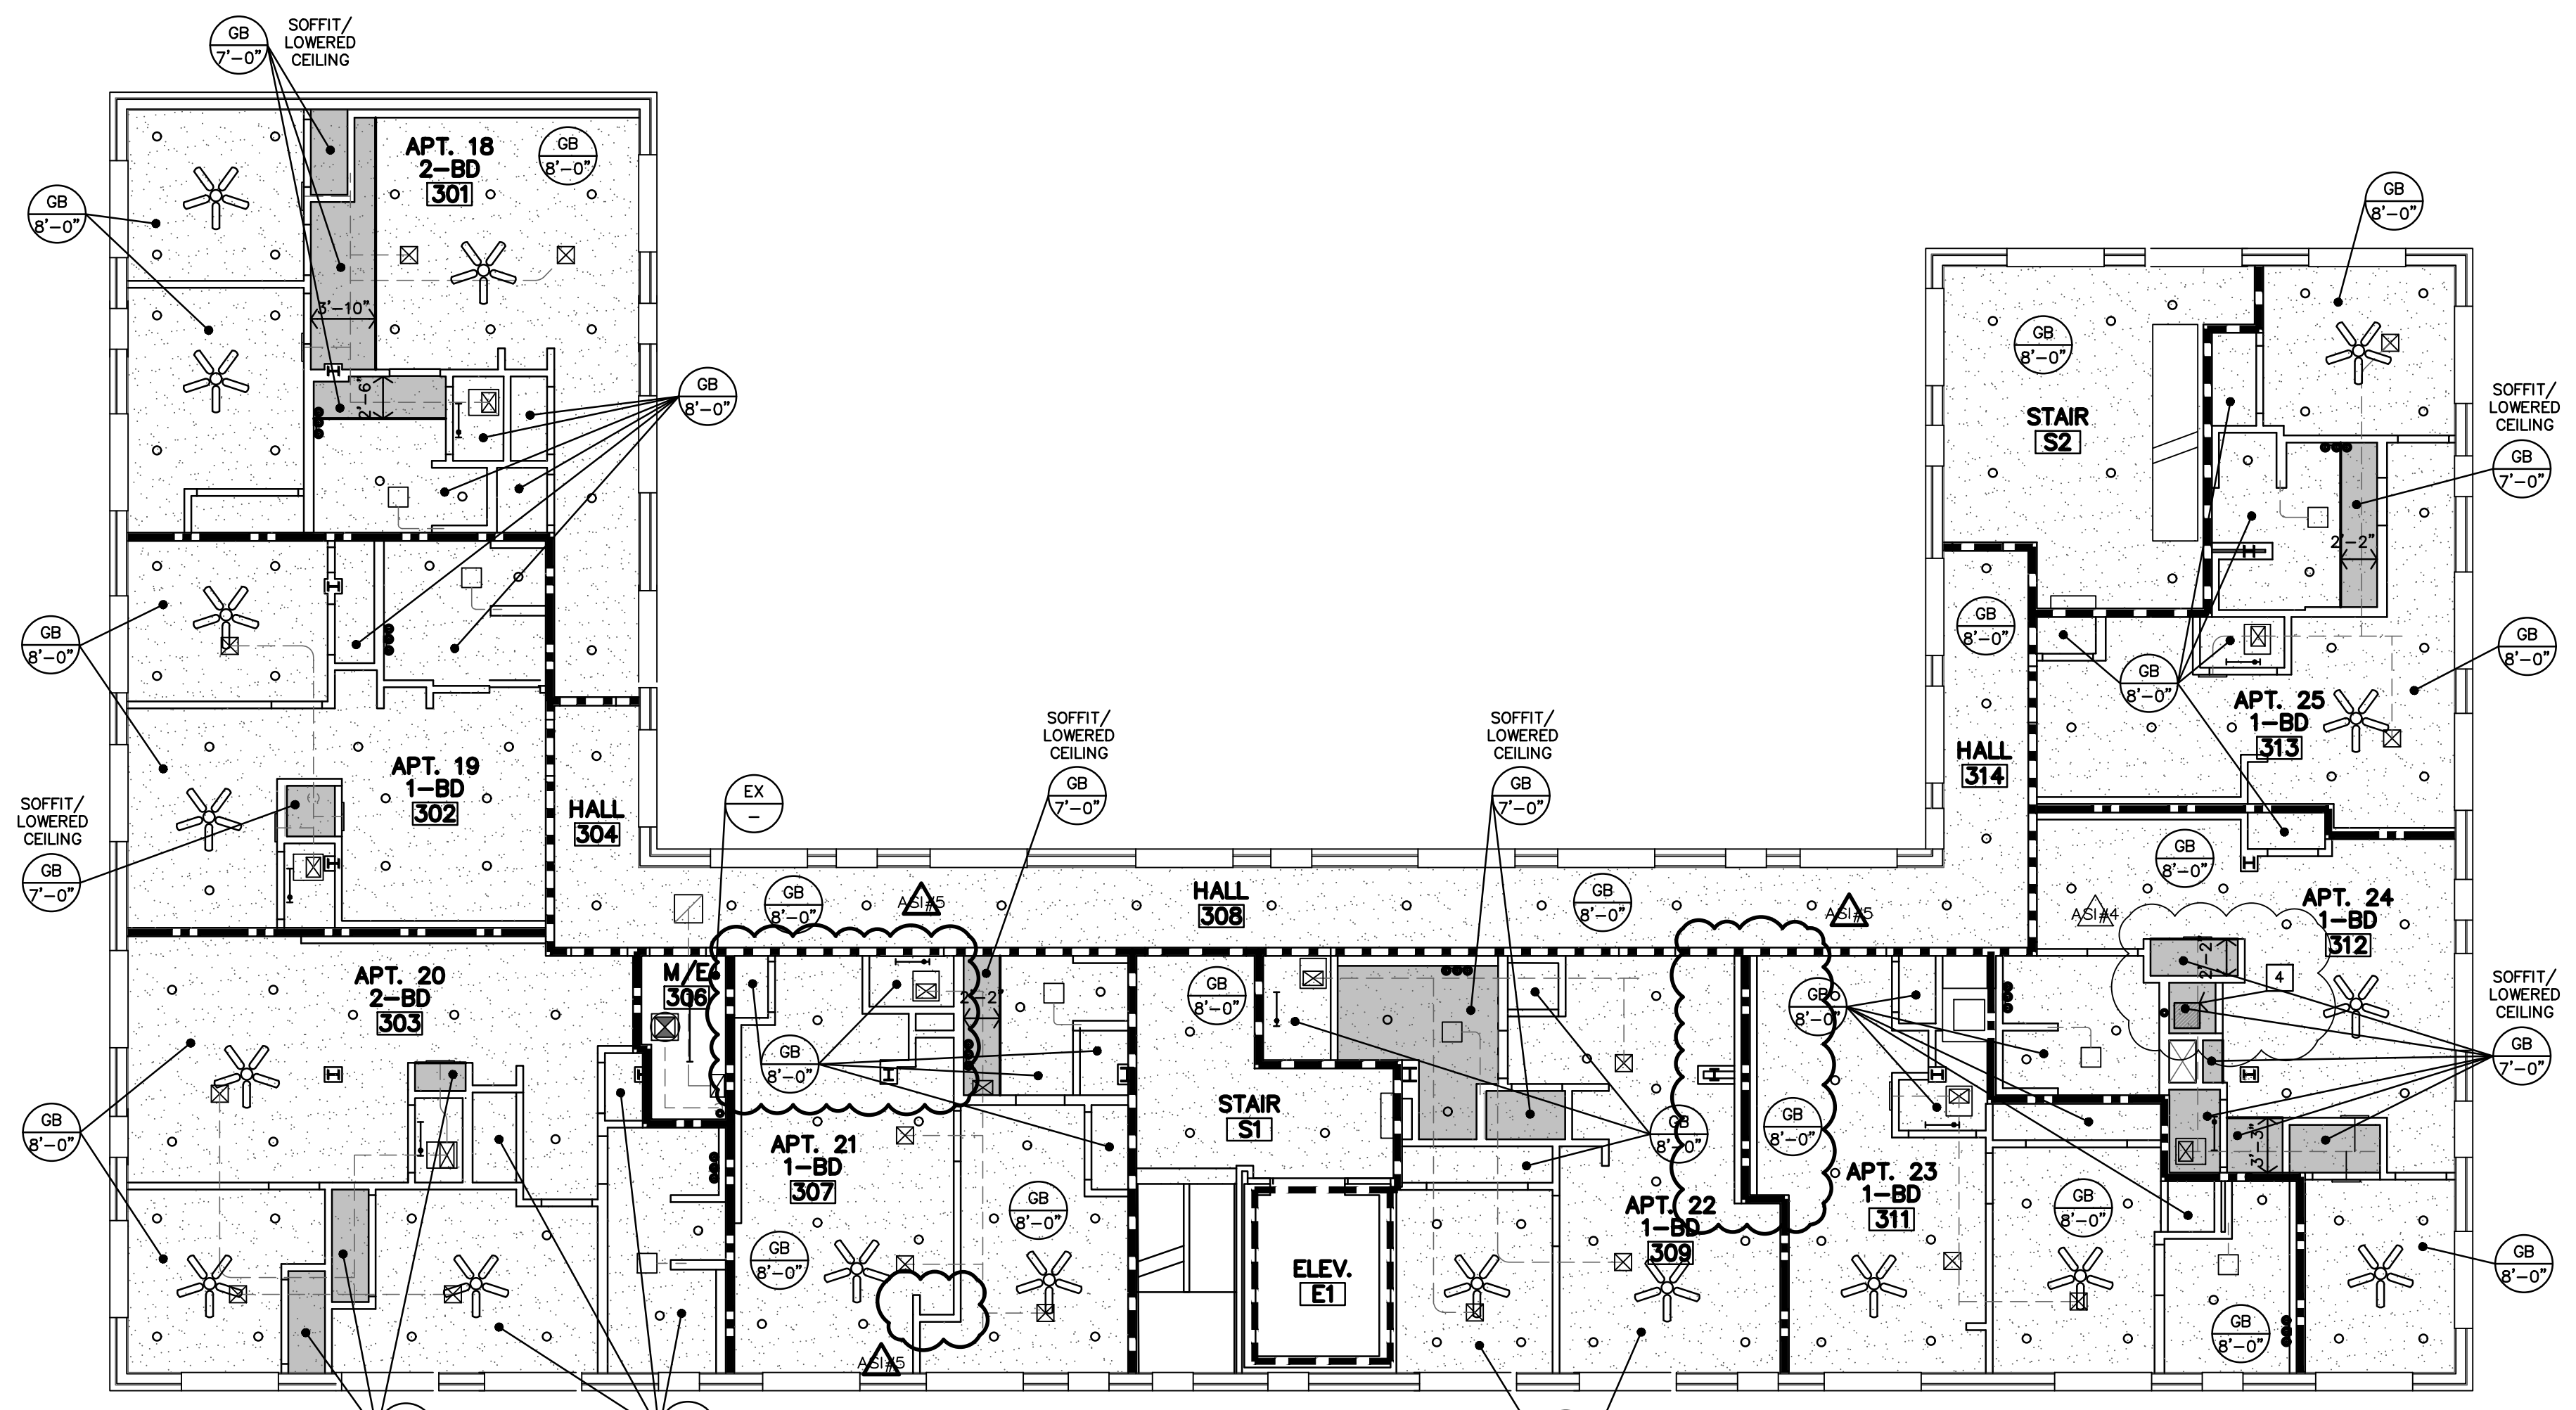 GB
7'-0"
SOFFIT/
LOWERED
CEILING
APT. 18
2-BD
301
GB
8'-0"
GB
8'-0"
3'-10"
2'-6"
GB
8'-0"
GB
8'-0"
GB
8'-0"
STAIR
S2
SOFFIT/
LOWERED
CEILING
GB
7'-0"
2'-2"
GB
8'-0"
GB
8'-0"
GB
8'-0"
GB
8'-0"
APT. 25
1-BD
313
HALL
314
APT. 19
1-BD
302
HALL
304
SOFFIT/
LOWERED
CEILING
GB
7'-0"
EX
-
SOFFIT/
LOWERED
CEILING
GB
7'-0"
SOFFIT/
LOWERED
CEILING
GB
7'-0"
GB
8'-0"
ASI#5
HALL
308
GB
8'-0"
ASI#5
GB
8'-0"
ASI#4
APT. 24
1-BD
312
2'-2"
4
SOFFIT/
LOWERED
CEILING
GB
7'-0"
APT. 20
2-BD
303
M/E
306
2'-2"
GB
8'-0"
GB
8'-0"
GB
8'-0"
GB
8'-0"
STAIR
S1
GB
8'-0"
GB
8'-0"
3'-3"
APT. 21
1-BD
307
GB
8'-0"
GB
8'-0"
APT. 22
1-BD
309
APT. 23
1-BD
311
GB
8'-0"
GB
8'-0"
GB
8'-0"
ELEV.
E1
ASI#5